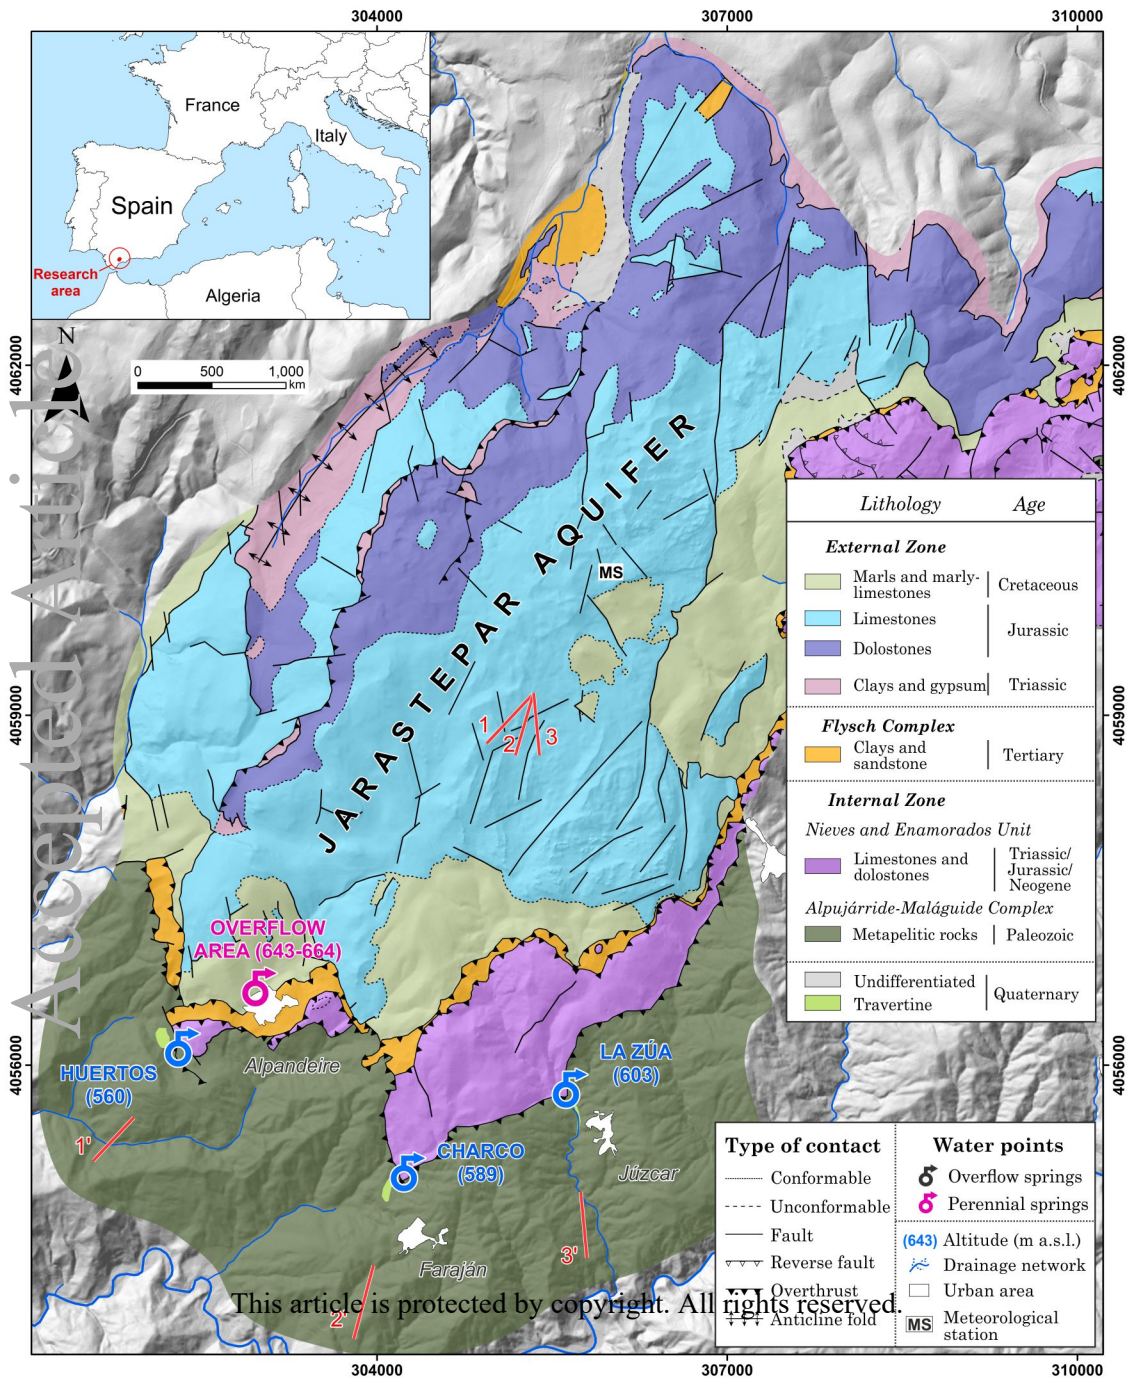 304000
307000
310000
France
Italy
Spain
Research
area
Algeria
N
0 500 1,000
km
4062000
4059000
4056000
4062000
4059000
4056000
Accepted Article
JARASTEPAR AQUIFER
MS
1
2
3
OVERFLOW
AREA (643-664)
HUERTOS
(560)
Alpandeire
LA ZÚA
(603)
CHARCO
(589)
Júzcar
Faraján
1'
2'
3'
Lithology Age
External Zone
Marls and marly-
limestones
Cretaceous
Limestones
Jurassic
Dolostones
Clays and gypsum
Triassic
Flysch Complex
Clays and
sandstone
Tertiary
Internal Zone
Nieves and Enamorados Unit
Limestones and
dolostones
Triassic/
Jurassic/
Neogene
Alpujárride-Maláguide Complex
Metapelitic rocks
Paleozoic
Undifferentiated
Travertine
Quaternary
Type of contact
Conformable
Unconformable
Fault
Reverse fault
Overthrust
Anticline fold
Water points
Overflow springs
Perennial springs
(643) Altitude (m a.s.l.)
Drainage network
Urban area
MS Meteorological
station
This article is protected by copyright. All rights reserved.
304000
307000
310000